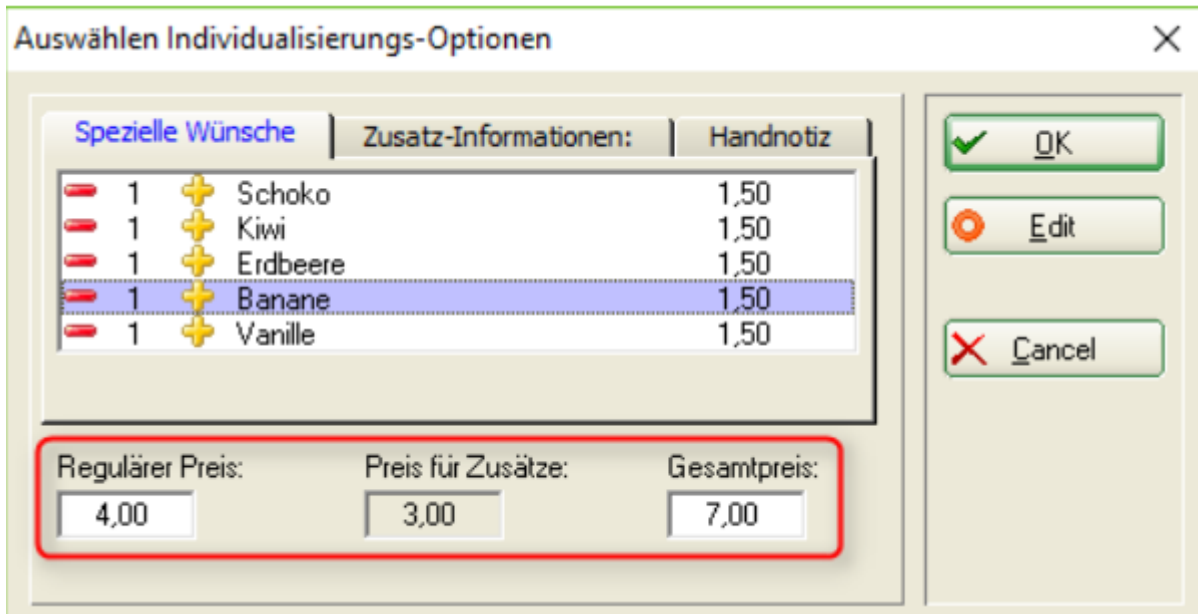 Auswählen Individualisierungs-Optionen
Spezielle Wünsche Zusatz-Informationen: Handnotiz
1 Schoko 1,50
1 Kiwi 1,50
1 Erdbeere 1,50
1 Banane 1,50
1 Vanille 1,50
Regulärer Preis: Preis für Zusätze: Gesamtpreis:
4,00 3,00 7,00
OK
Edit
Cancel